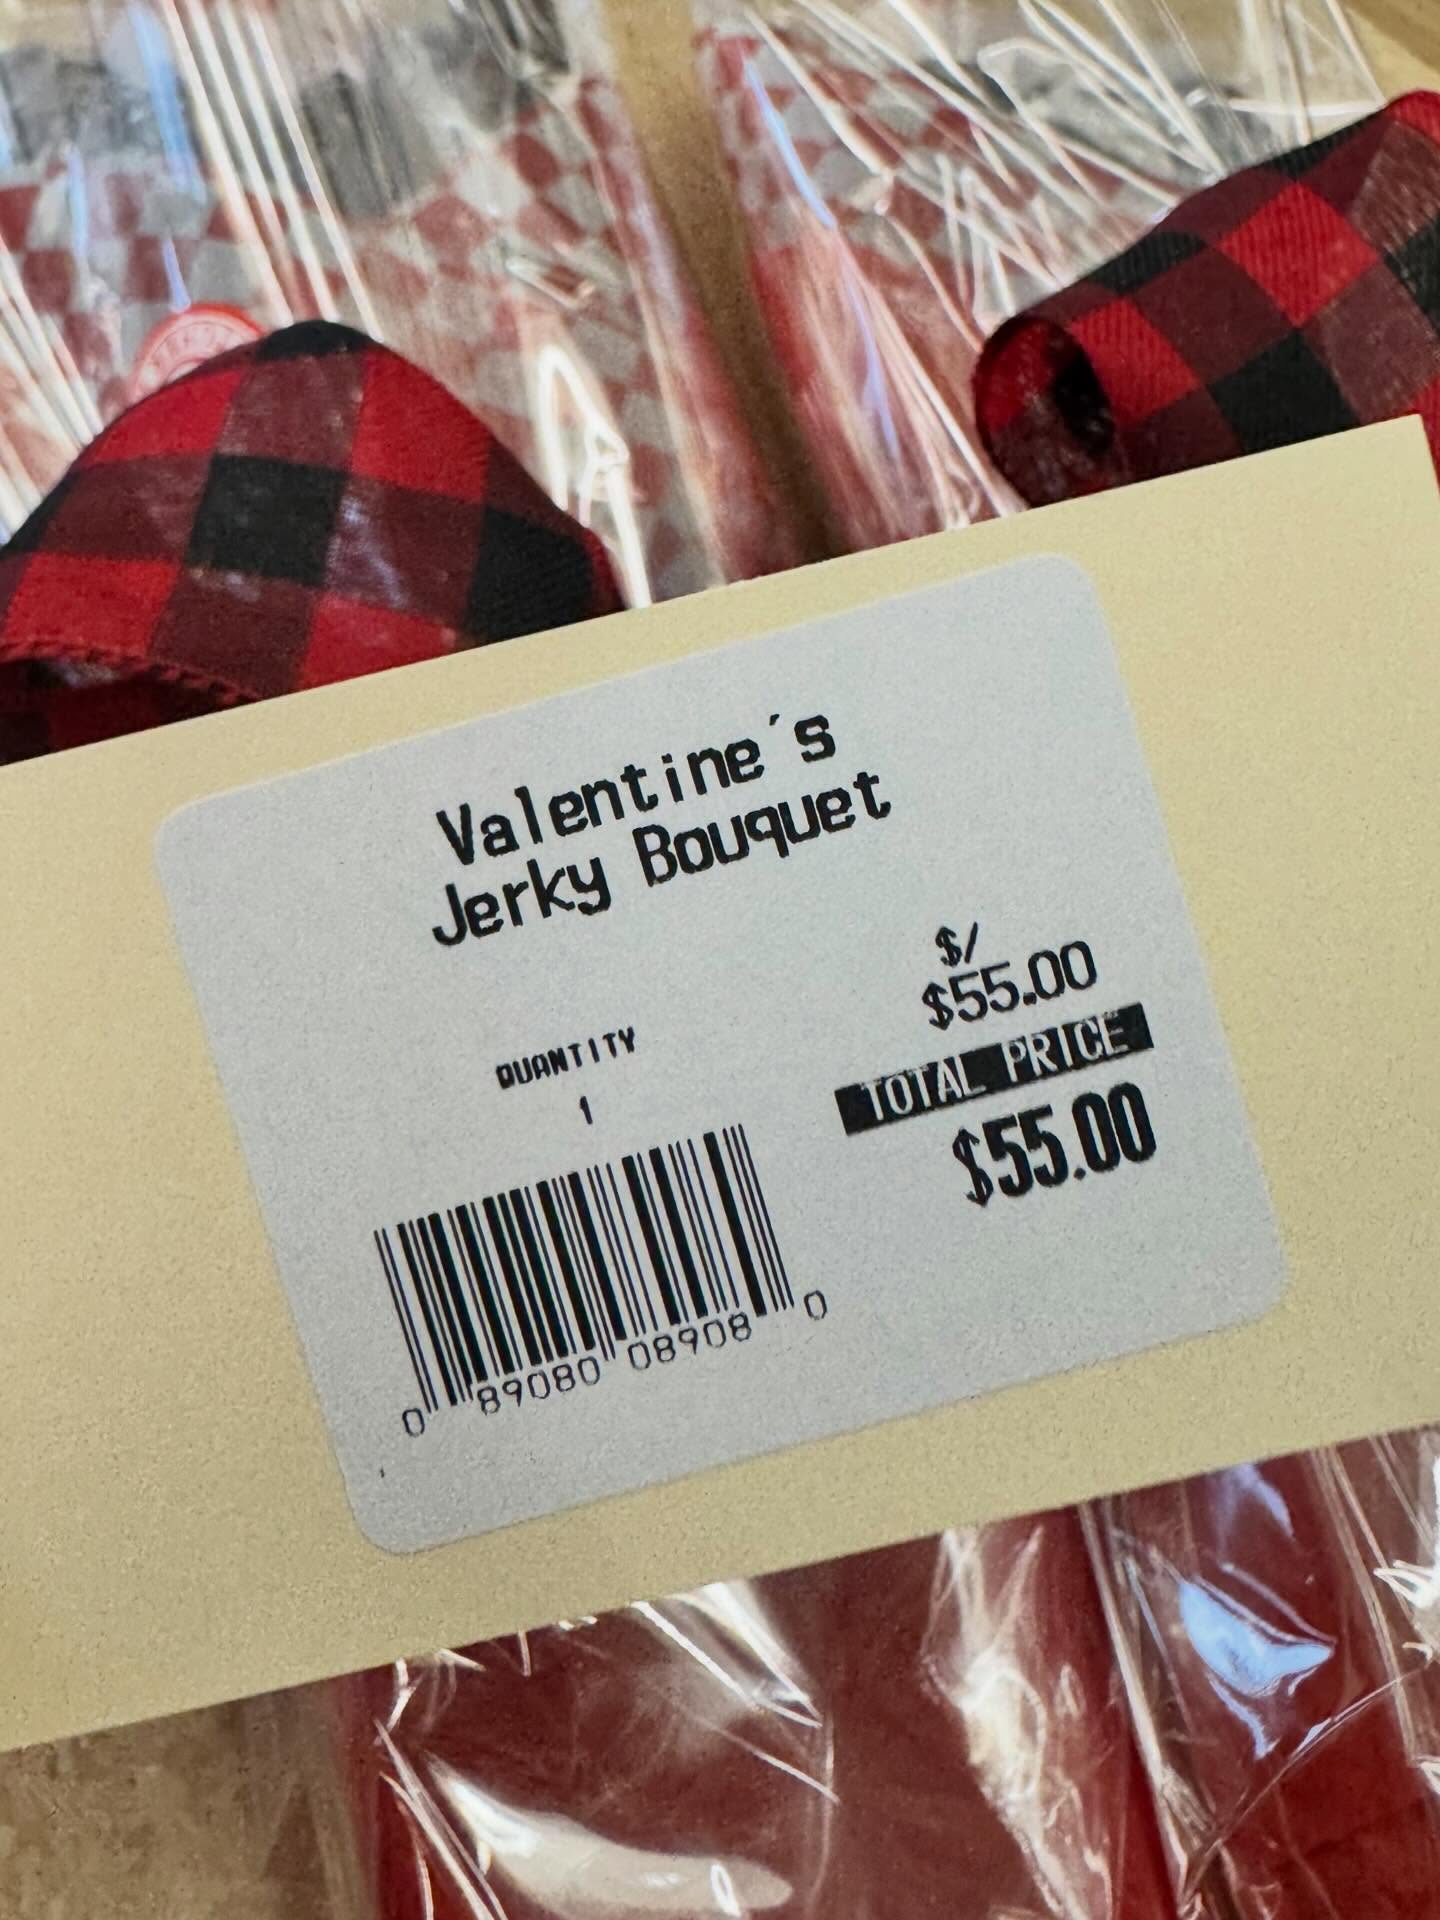 Valentine´s
Jerky Bouquet
$/
$55.00
QUANTITY
1
TOTAL PRICE
$55.00
0 89080 08908 0